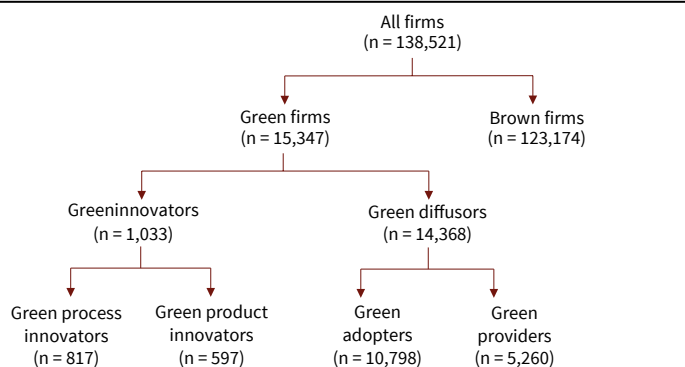 All firms
(n = 138,521)
Green firms
(n = 15,347)
Brown firms
(n = 123,174)
Greeninnovators
(n = 1,033)
Green diffusors
(n = 14,368)
Green process
innovators
(n = 817)
Green product
innovators
(n = 597)
Green
adopters
(n = 10,798)
Green
providers
(n = 5,260)